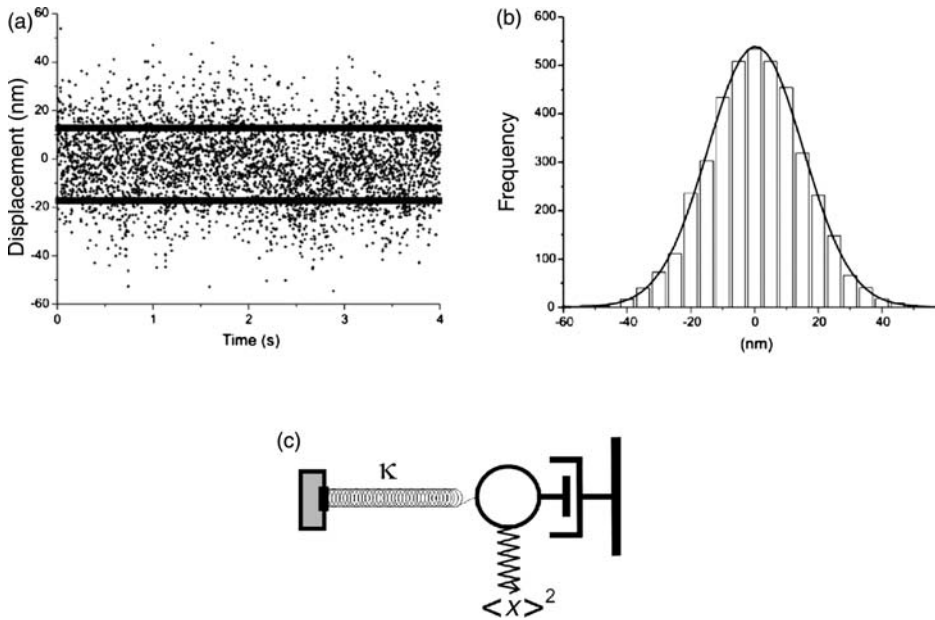 (a)
60
40
20
0
-20
-40
-60
Displacement (nm)
0 1 2 3 4
Time (s)
(b)
600
500
400
300
200
100
0
Frequency
-60 -40 -20 0 20 40
(nm)
(c)
κ
<x>²